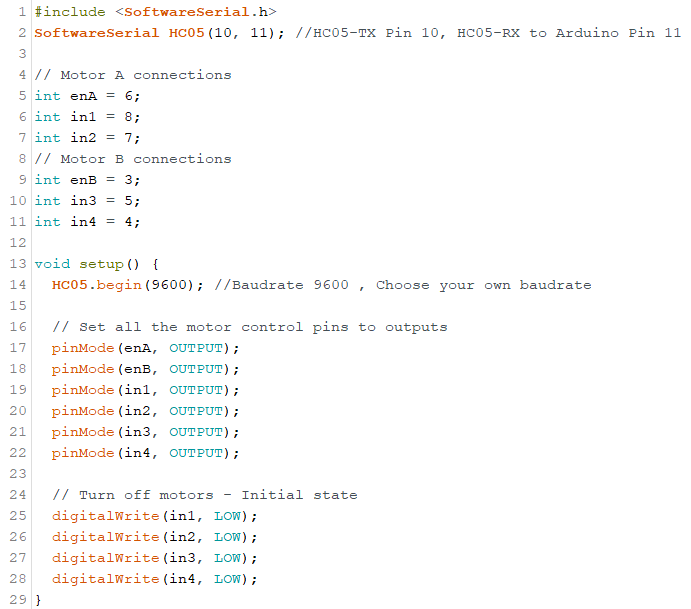 1 #include <SoftwareSerial.h>
2 SoftwareSerial HC05(10, 11); //HC05-TX Pin 10, HC05-RX to Arduino Pin 11
3
4 // Motor A connections
5 int enA = 6;
6 int in1 = 8;
7 int in2 = 7;
8 // Motor B connections
9 int enB = 3;
10 int in3 = 5;
11 int in4 = 4;
12
13 void setup() {
14   HC05.begin(9600); //Baudrate 9600 , Choose your own baudrate
15
16   // Set all the motor control pins to outputs
17   pinMode(enA, OUTPUT);
18   pinMode(enB, OUTPUT);
19   pinMode(in1, OUTPUT);
20   pinMode(in2, OUTPUT);
21   pinMode(in3, OUTPUT);
22   pinMode(in4, OUTPUT);
23
24   // Turn off motors - Initial state
25   digitalWrite(in1, LOW);
26   digitalWrite(in2, LOW);
27   digitalWrite(in3, LOW);
28   digitalWrite(in4, LOW);
29 }